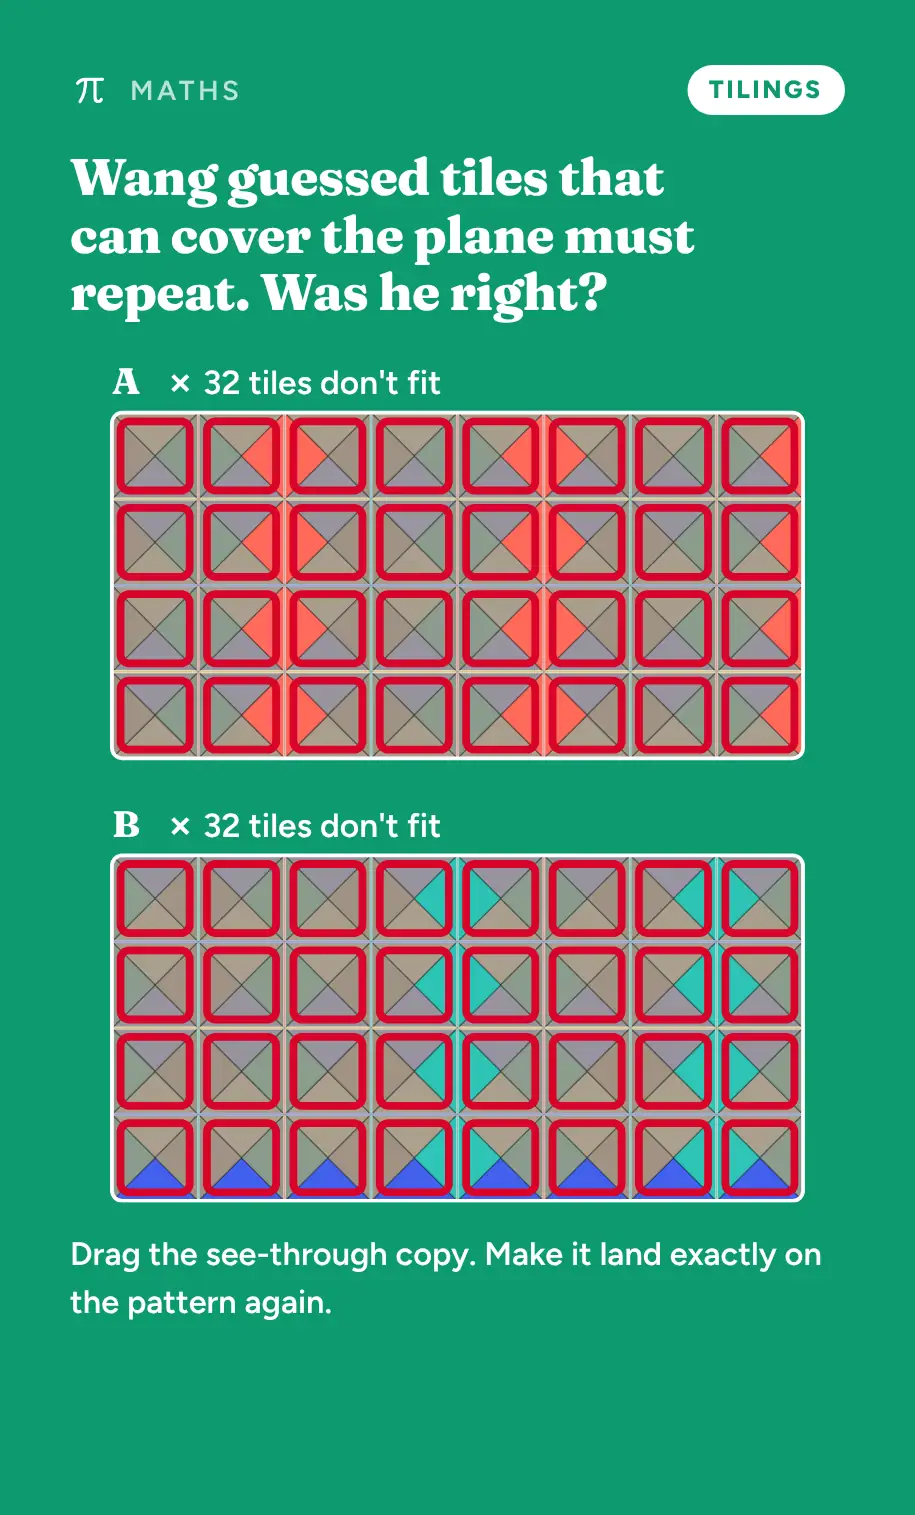 π MATHS
TILINGS
Wang guessed tiles that
can cover the plane must
repeat. Was he right?
A × 32 tiles don't fit
B × 32 tiles don't fit
Drag the see-through copy. Make it land exactly on
the pattern again.